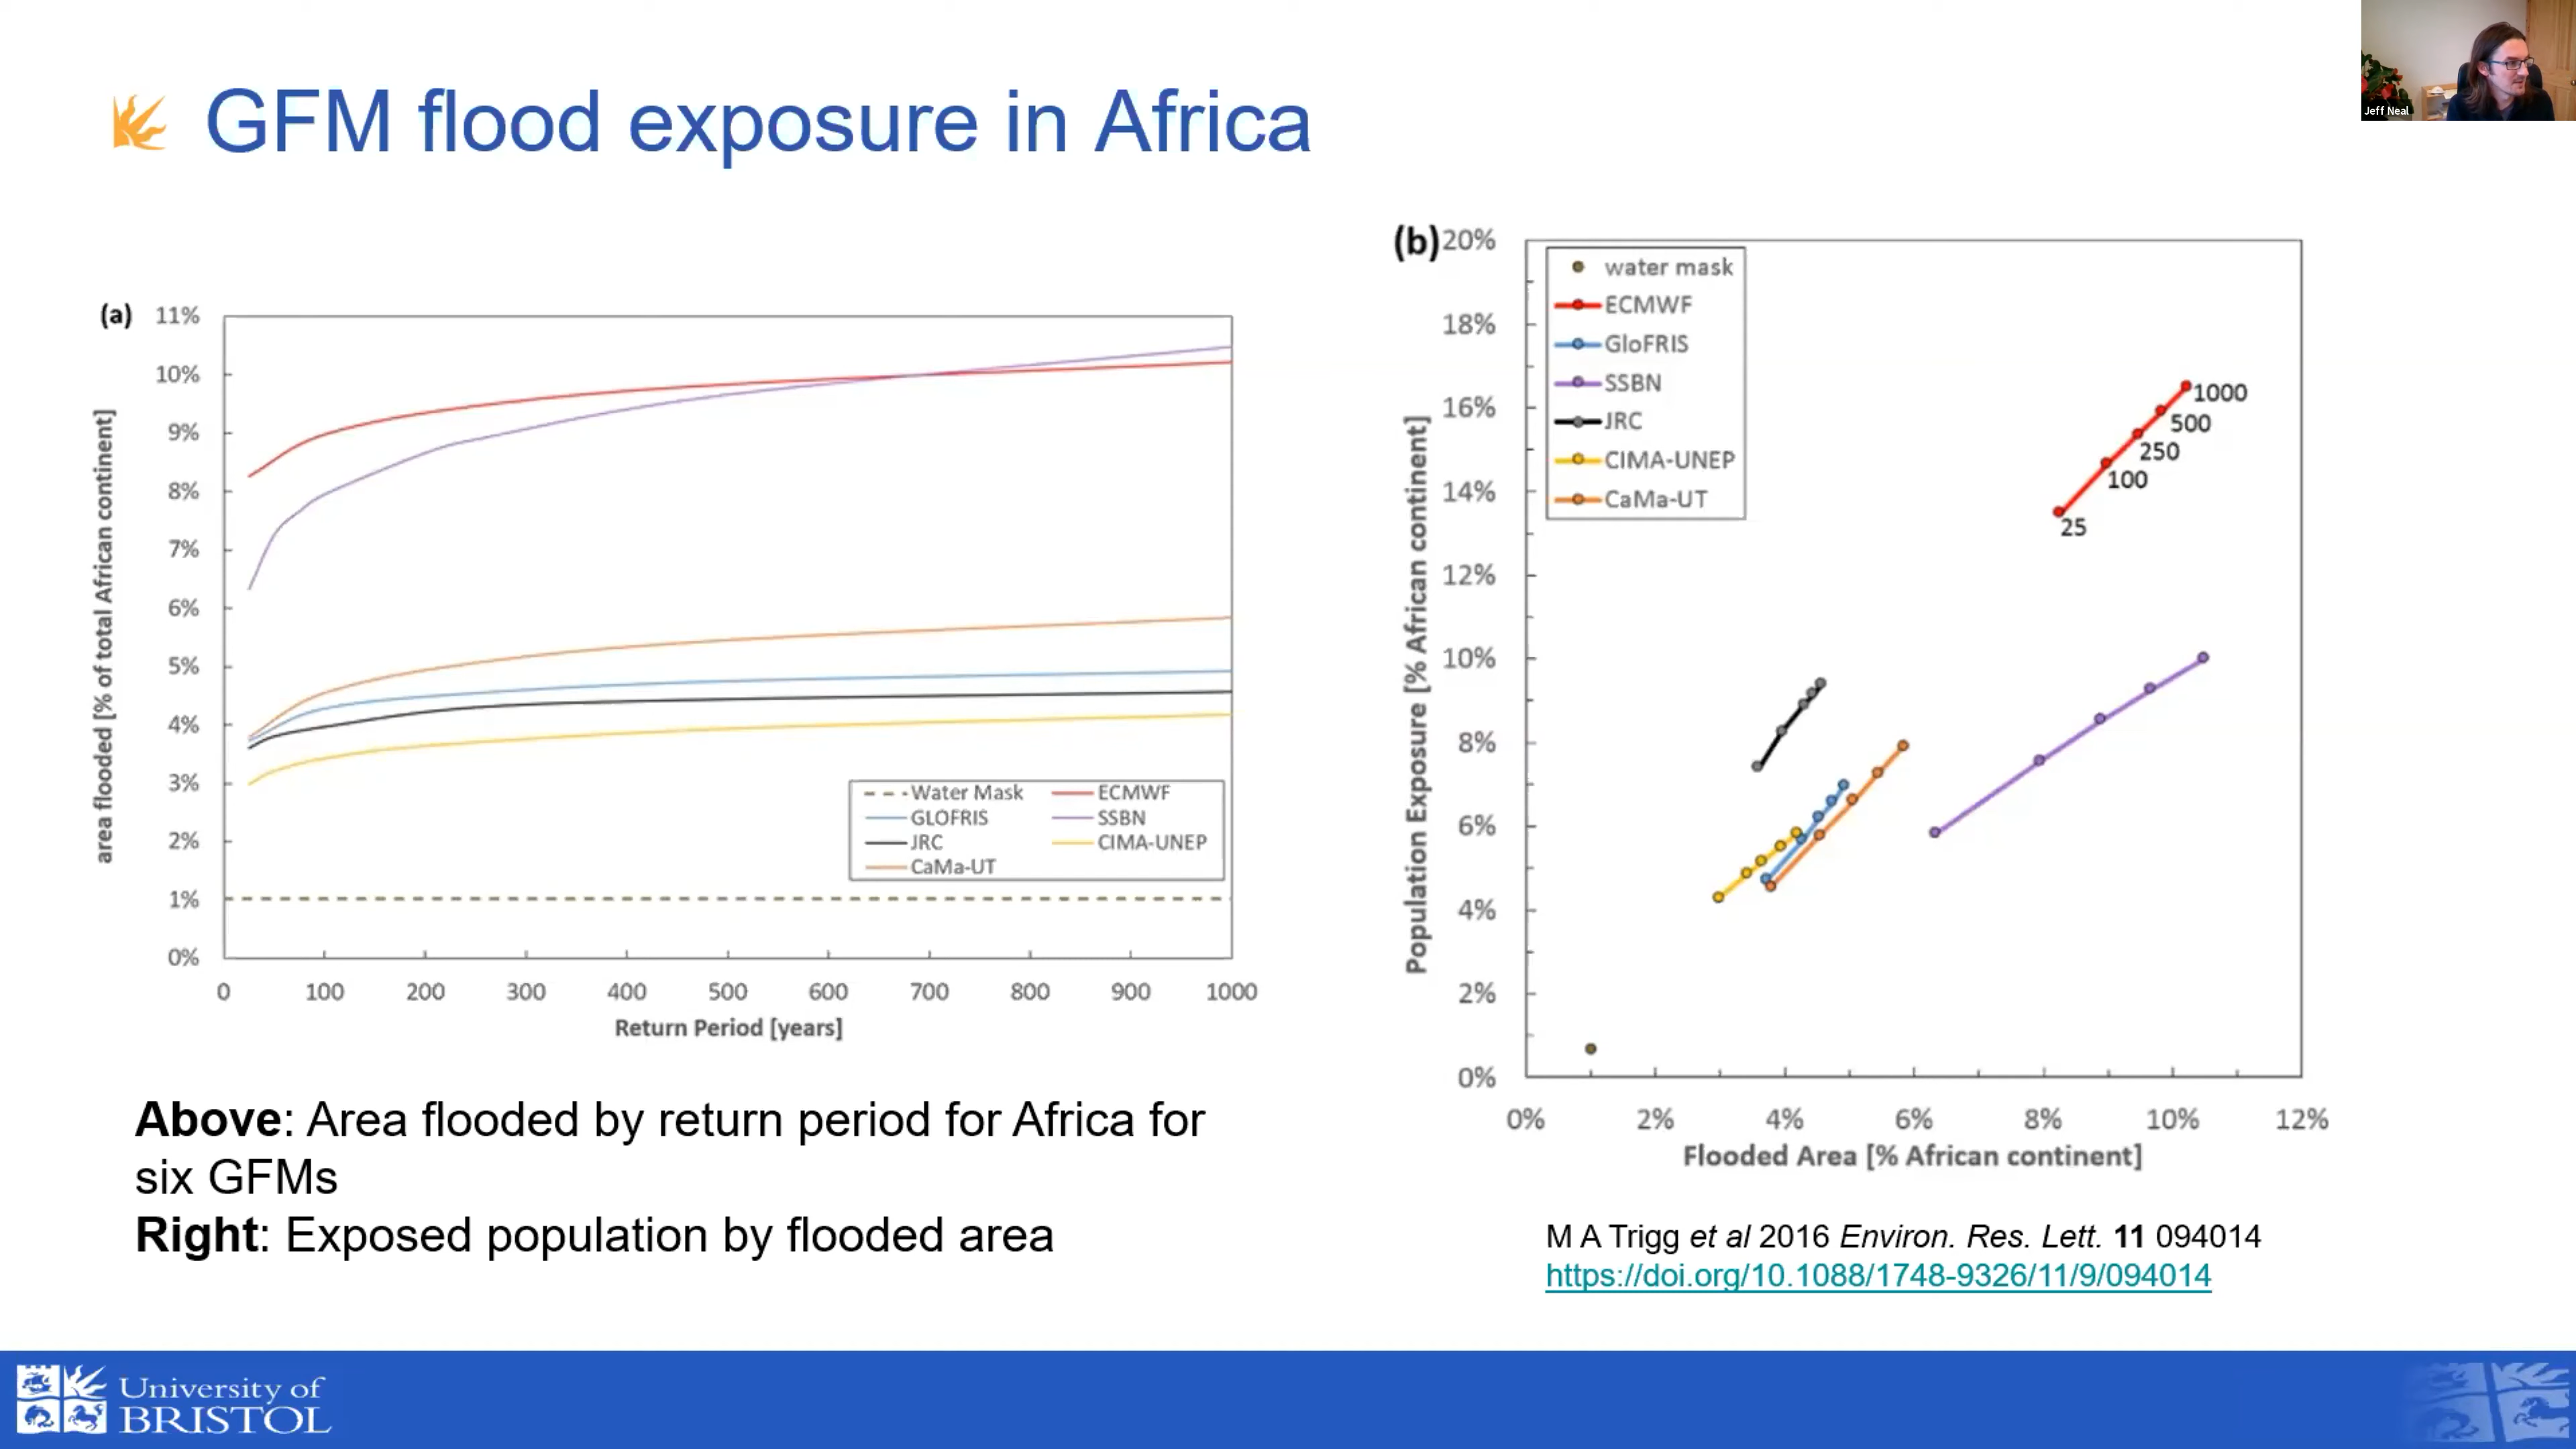 GFM flood exposure in Africa
Jeff Neal
(a)
11%
10%
9%
8%
7%
6%
5%
4%
3%
2%
1%
0%
area flooded [% of total African continent]
Water Mask
ECMWF
GLOFRIS
SSBN
JRC
CIMA-UNEP
CaMa-UT
0
100
200
300
400
500
600
700
800
900
1000
Return Period [years]
(b)
20%
18%
16%
14%
12%
10%
8%
6%
4%
2%
0%
Population Exposure [% African continent]
water mask
ECMWF
GloFRIS
SSBN
JRC
CIMA-UNEP
CaMa-UT
1000
500
250
100
25
0%
2%
4%
6%
8%
10%
12%
Flooded Area [% African continent]
Above: Area flooded by return period for Africa for
six GFMs
Right: Exposed population by flooded area
M A Trigg et al 2016 Environ. Res. Lett. 11 094014
https://doi.org/10.1088/1748-9326/11/9/094014
University of
BRISTOL